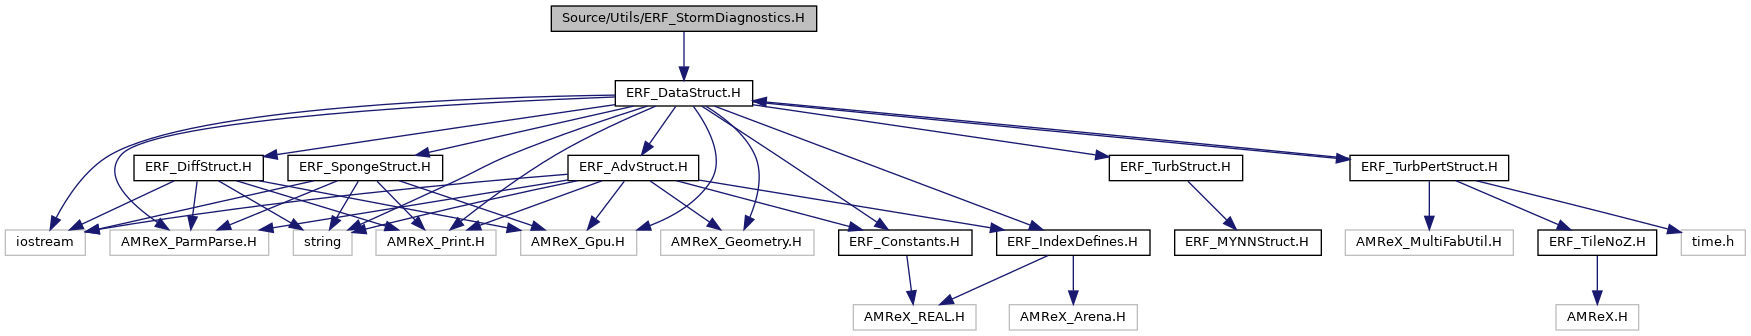 Source/Utils/ERF_StormDiagnostics.H
ERF_DataStruct.H
ERF_DiffStruct.H
ERF_SpongeStruct.H
ERF_AdvStruct.H
ERF_TurbStruct.H
ERF_TurbPertStruct.H
iostream
AMReX_ParmParse.H
string
AMReX_Print.H
AMReX_Gpu.H
AMReX_Geometry.H
ERF_Constants.H
ERF_IndexDefines.H
ERF_MYNNStruct.H
AMReX_MultiFabUtil.H
ERF_TileNoZ.H
time.h
AMReX_REAL.H
AMReX_Arena.H
AMReX.H